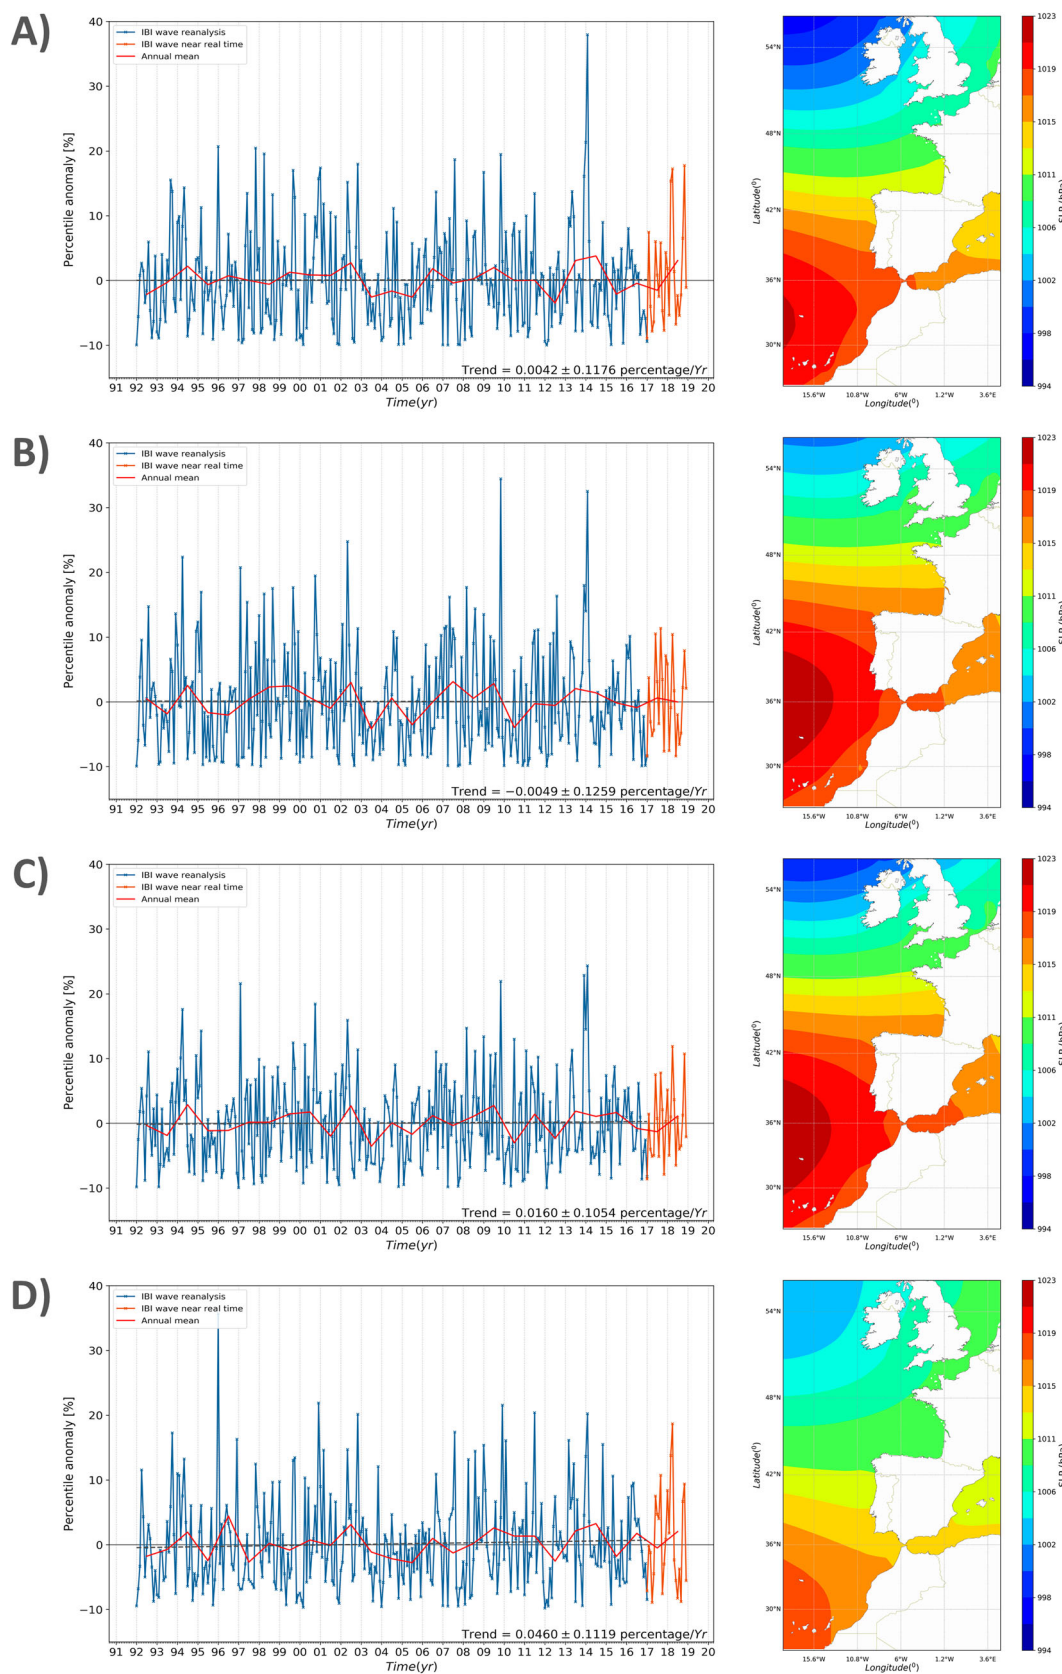 A)
40
30
20
10
0
−10
Percentile anomaly [%]
IBI wave reanalysis
IBI wave near real time
Annual mean
Trend = 0.0042 ± 0.1176 percentage/Yr
91 92 93 94 95 96 97 98 99 00 01 02 03 04 05 06 07 08 09 10 11 12 13 14 15 16 17 18 19 20
Time(yr)
54°N
48°N
42°N
36°N
30°N
Latitude(⁰)
15.6°W 10.8°W 6°W 1.2°W 3.6°E
Longitude(⁰)
1023
1019
1015
1011
1006
1002
998
994
SLP (hPa)
B)
40
30
20
10
0
−10
Percentile anomaly [%]
IBI wave reanalysis
IBI wave near real time
Annual mean
Trend = −0.0049 ± 0.1259 percentage/Yr
91 92 93 94 95 96 97 98 99 00 01 02 03 04 05 06 07 08 09 10 11 12 13 14 15 16 17 18 19 20
Time(yr)
54°N
48°N
42°N
36°N
30°N
Latitude(⁰)
15.6°W 10.8°W 6°W 1.2°W 3.6°E
Longitude(⁰)
1023
1019
1015
1011
1006
1002
998
994
SLP (hPa)
C)
40
30
20
10
0
−10
Percentile anomaly [%]
IBI wave reanalysis
IBI wave near real time
Annual mean
Trend = 0.0160 ± 0.1054 percentage/Yr
91 92 93 94 95 96 97 98 99 00 01 02 03 04 05 06 07 08 09 10 11 12 13 14 15 16 17 18 19 20
Time(yr)
54°N
48°N
42°N
36°N
30°N
Latitude(⁰)
15.6°W 10.8°W 6°W 1.2°W 3.6°E
Longitude(⁰)
1023
1019
1015
1011
1006
1002
998
994
SLP (hPa)
D)
40
30
20
10
0
−10
Percentile anomaly [%]
IBI wave reanalysis
IBI wave near real time
Annual mean
Trend = 0.0460 ± 0.1119 percentage/Yr
91 92 93 94 95 96 97 98 99 00 01 02 03 04 05 06 07 08 09 10 11 12 13 14 15 16 17 18 19 20
Time(yr)
54°N
48°N
42°N
36°N
30°N
Latitude(⁰)
15.6°W 10.8°W 6°W 1.2°W 3.6°E
Longitude(⁰)
1023
1019
1015
1011
1006
1002
998
994
SLP (hPa)